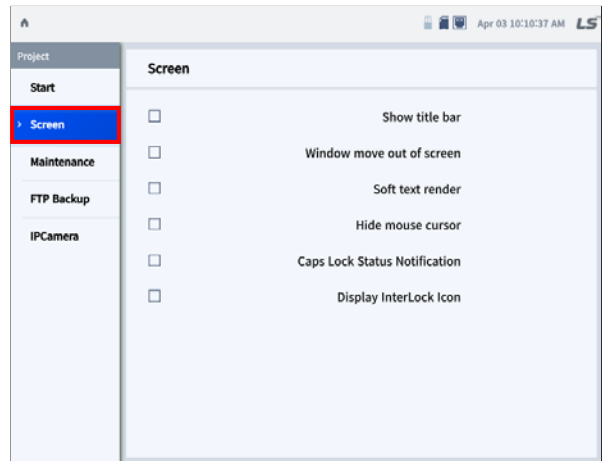 Apr 03 10:10:37 AM LS
Project
Start
Screen
Maintenance
FTP Backup
IPCamera
Screen
Show title bar
Window move out of screen
Soft text render
Hide mouse cursor
Caps Lock Status Notification
Display InterLock Icon